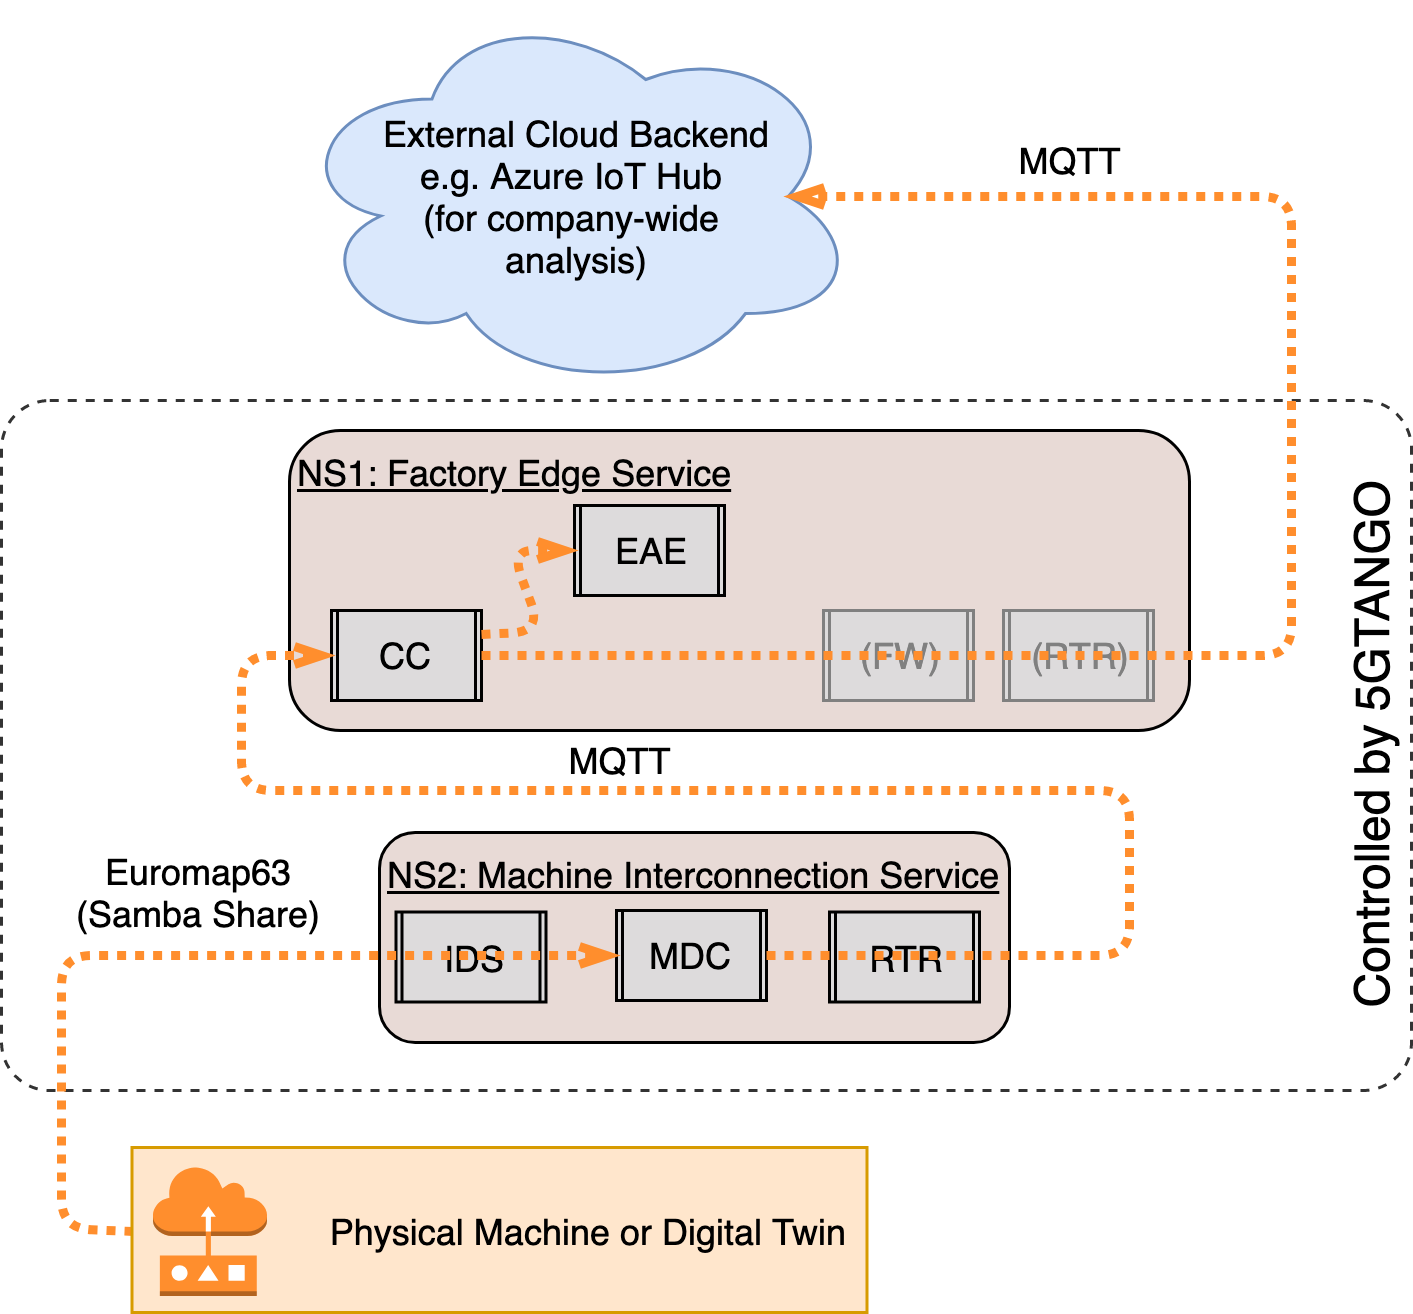 External Cloud Backend
e.g. Azure IoT Hub
(for company-wide
analysis)
MQTT
NS1: Factory Edge Service
EAE
CC
(FW)
(RTR)
Controlled by 5GTANGO
MQTT
Euromap63
(Samba Share)
NS2: Machine Interconnection Service
IDS
MDC
RTR
Physical Machine or Digital Twin